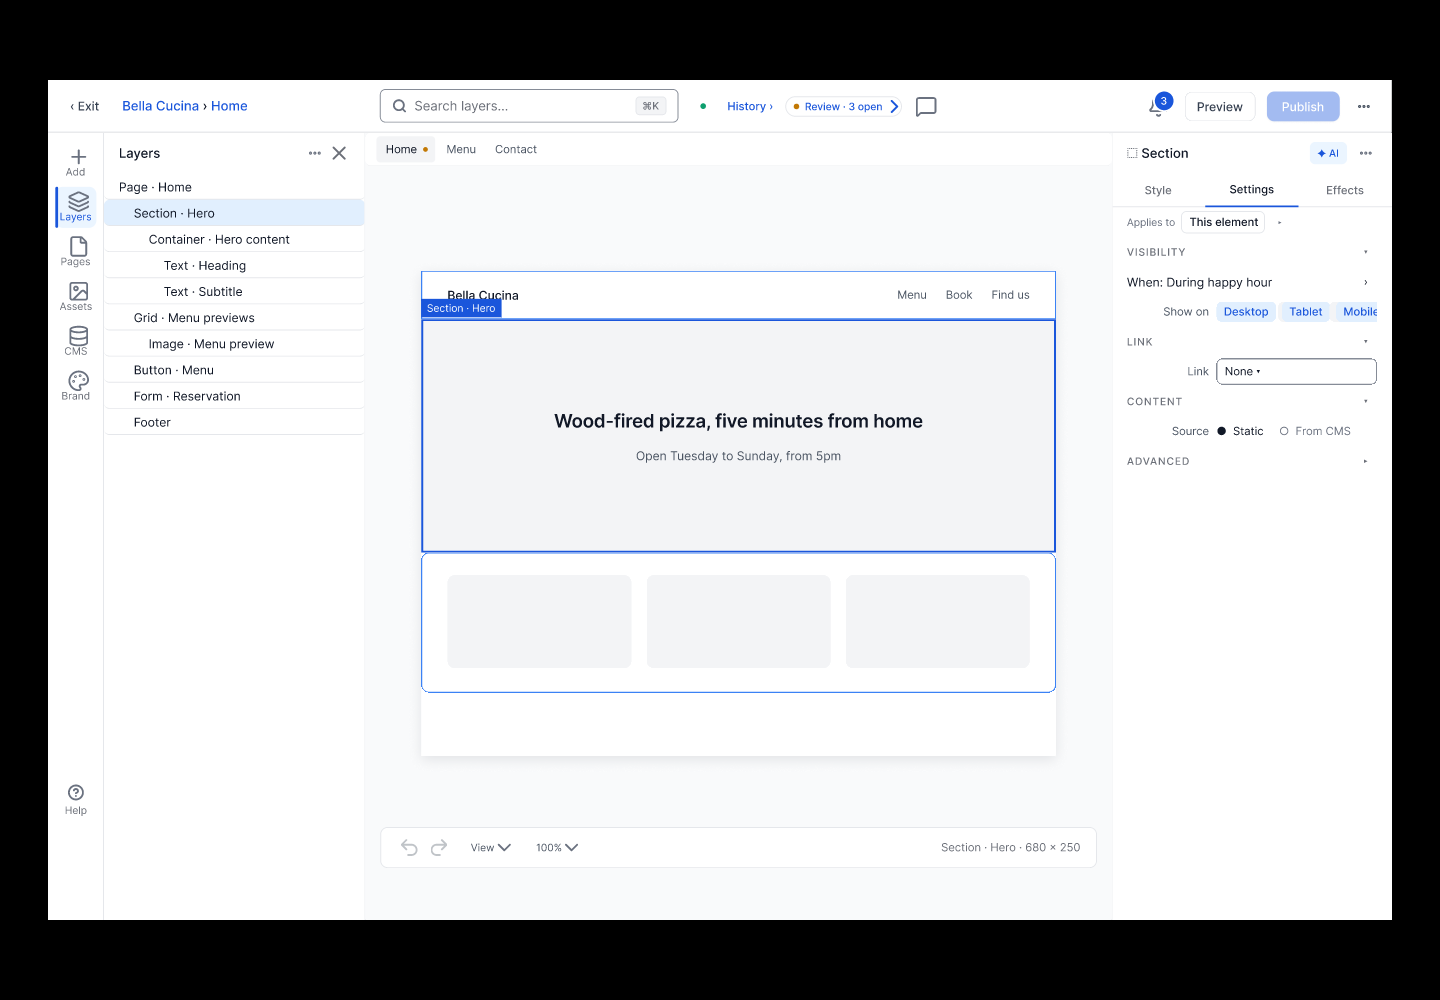 ‹ Exit
Bella Cucina › Home
Search layers...
⌘K
History ›
Review · 3 open
3
Preview
Publish
Add
Layers
Pages
Assets
CMS
Brand
Help
Layers
Page · Home
Section · Hero
Container · Hero content
Text · Heading
Text · Subtitle
Grid · Menu previews
Image · Menu preview
Button · Menu
Form · Reservation
Footer
Home
Menu
Contact
Bella Cucina
Menu
Book
Find us
Section · Hero
Wood-fired pizza, five minutes from home
Open Tuesday to Sunday, from 5pm
View
100%
Section · Hero · 680 × 250
Section
AI
Style
Settings
Effects
Applies to
This element
VISIBILITY
When: During happy hour
Show on
Desktop
Tablet
Mobile
LINK
Link
None
CONTENT
Source
Static
From CMS
ADVANCED